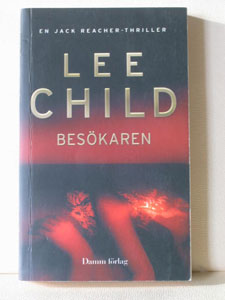 EN JACK REACHER-THRILLER
LEE
CHILD
BESÖKAREN
Damm förlag